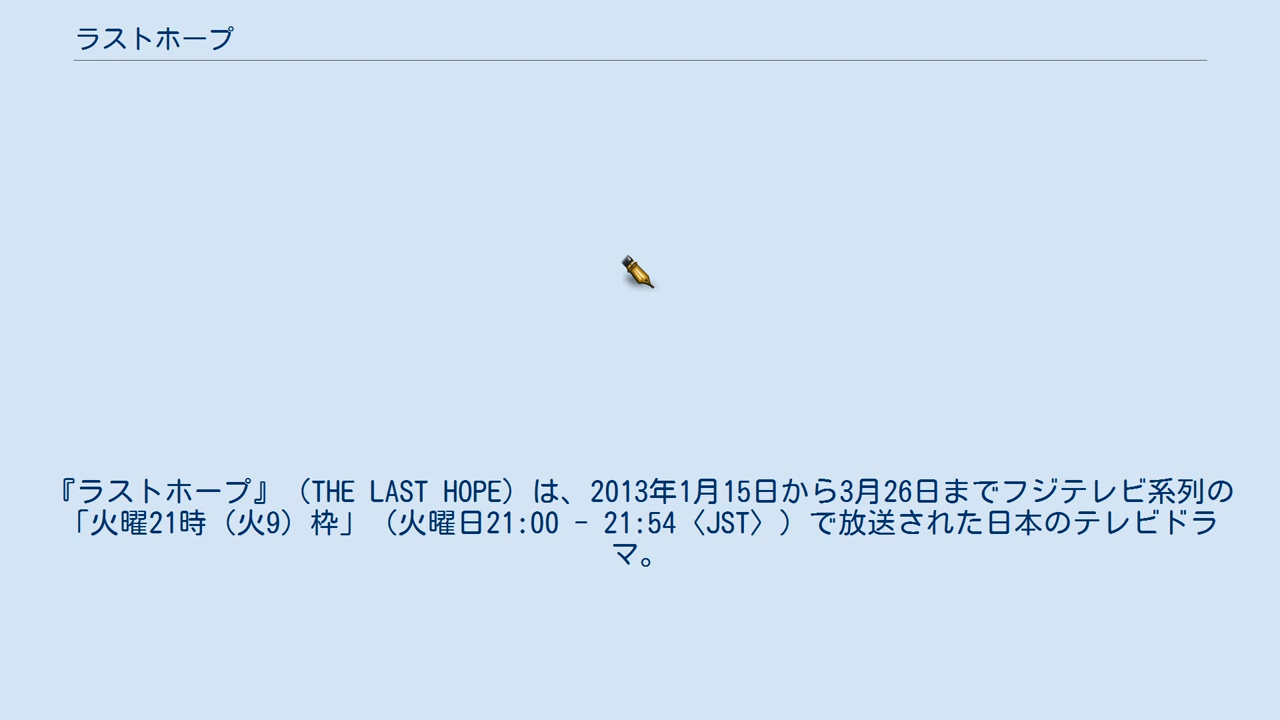 ラストホープ
『ラストホープ』（THE LAST HOPE）は、2013年1月15日から3月26日までフジテレビ系列の
「火曜21時（火9）枠」（火曜日21:00 - 21:54〈JST〉）で放送された日本のテレビドラ
マ。